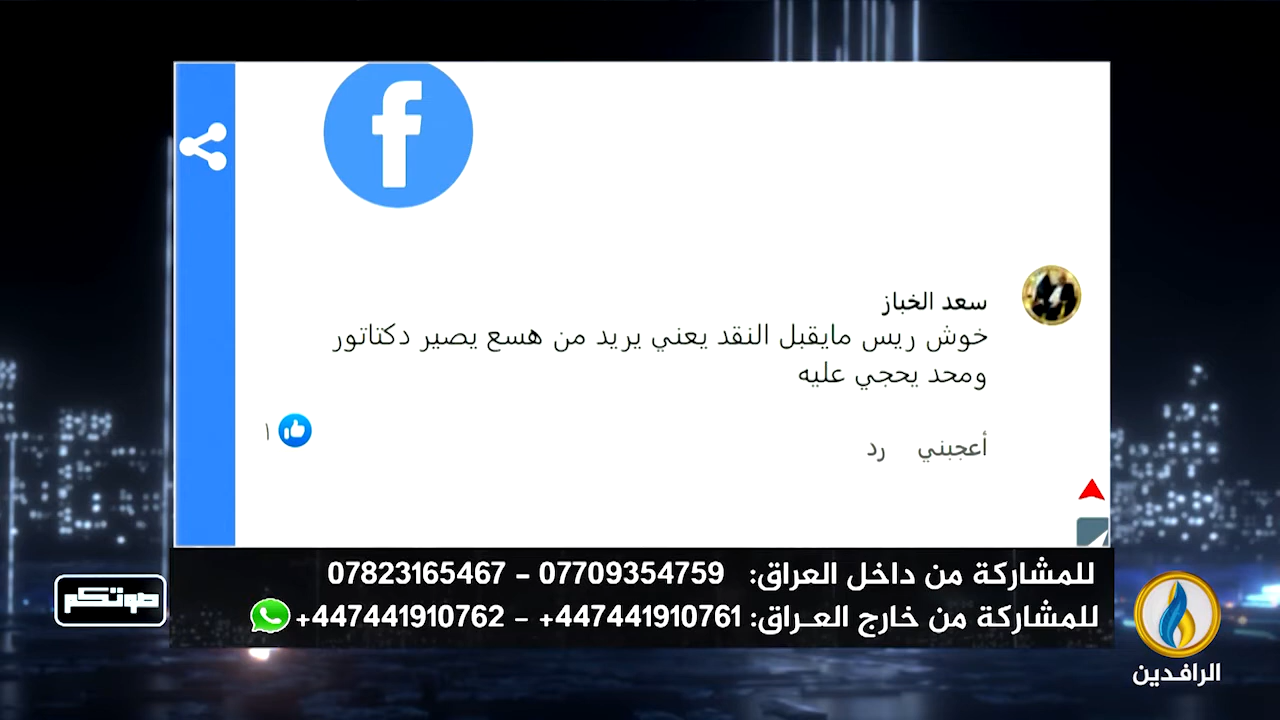 سعد الخباز
خوش ريس مايقبل النقد يعني يريد من هسع يصير دكتاتور
ومحد يحجي عليه
أعجبني رد
١
للمشاركة من داخل العراق: 07709354759 - 07823165467
للمشاركة من خارج العراق: 447441910761+ - 447441910762+
صوتكم
الرافدين